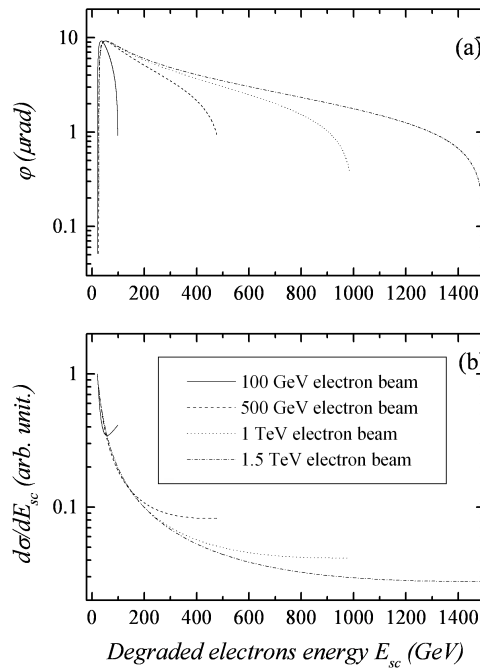 10
1
0.1
φ (μrad)
(a)
0 200 400 600 800 1000 1200 1400
1
0.1
dσ/dE_sc (arb. unit.)
(b)
100 GeV electron beam
500 GeV electron beam
1 TeV electron beam
1.5 TeV electron beam
0 200 400 600 800 1000 1200 1400
Degraded electrons energy E_sc (GeV)